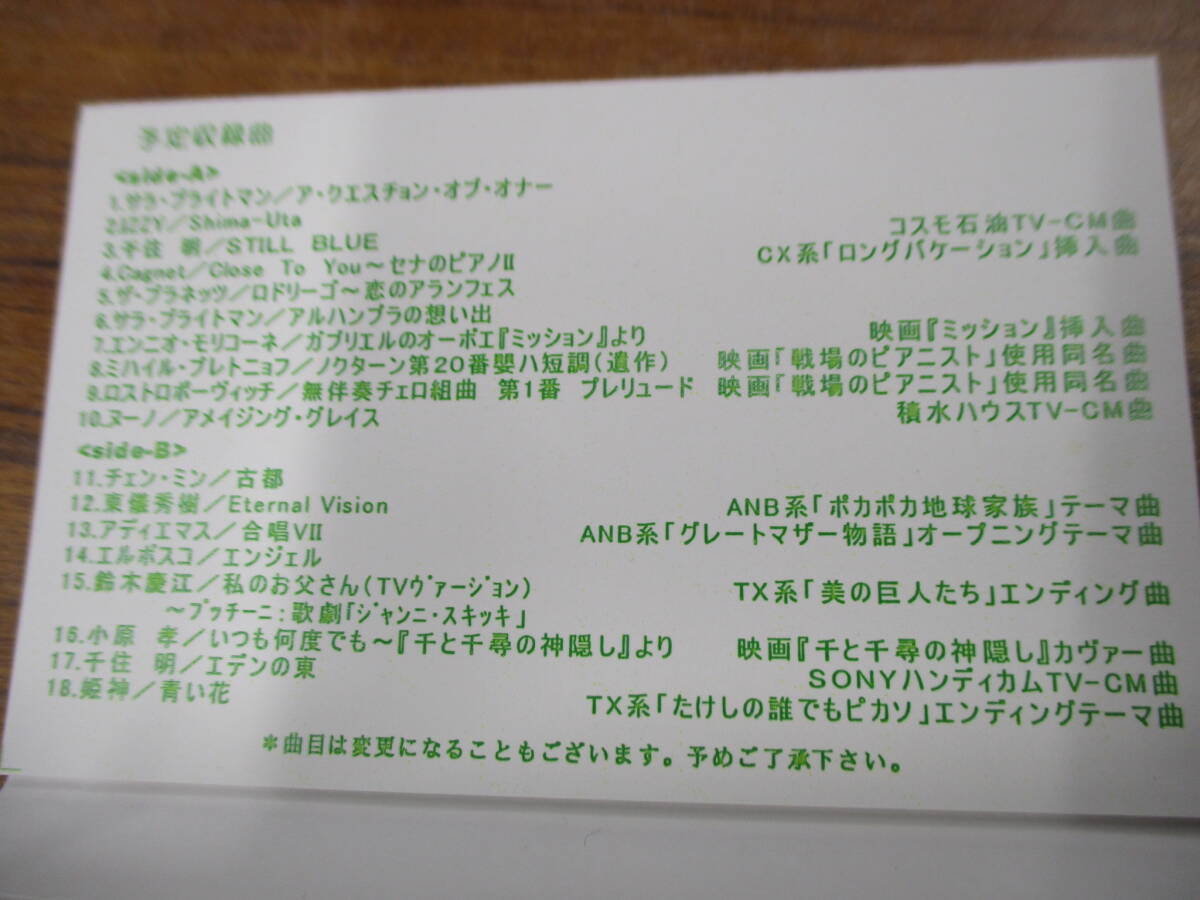 予定収録曲
<side-A>
1.サラ・ブライトマン／ア・クエスチョン・オブ・オナー
2.IZZY／Shima-Uta コスモ石油TV-CM曲
3.千住 明／STILL BLUE CX系「ロングバケーション」挿入曲
4.Cagnet／Close To You～セナのピアノⅡ
5.ザ・プラネッツ／ロドリーゴ～恋のアランフェス
6.サラ・ブライトマン／アルハンブラの想い出
7.エンニオ・モリコーネ／ガブリエルのオーボエ『ミッション』より 映画『ミッション』挿入曲
8.ミハイル・プレトニョフ／ノクターン第20番嬰ハ短調（遺作） 映画「戦場のピアニスト」使用同名曲
9.ロストロポーヴィッチ／無伴奏チェロ組曲 第1番 プレリュード 映画「戦場のピアニスト」使用同名曲
10.ヌーノ／アメイジング・グレイス 積水ハウスTV-CM曲
<side-B>
11.チェン・ミン／古都
12.東儀秀樹／Eternal Vision ANB系「ポカポカ地球家族」テーマ曲
13.アディエマス／合唱Ⅶ ANB系「グレートマザー物語」オープニングテーマ曲
14.エルボスコ／エンジェル
15.鈴木慶江／私のお父さん（TVヴァージョン） TX系「美の巨人たち」エンディング曲
～プッチーニ：歌劇「ジャンニ・スキッキ」
16.小原 孝／いつも何度でも～『千と千尋の神隠し』より 映画『千と千尋の神隠し』カヴァー曲
17.千住 明／エデンの東 SONYハンディカムTV-CM曲
18.姫神／青い花 TX系「たけしの誰でもピカソ」エンディングテーマ曲
＊曲目は変更になることもございます。予めご了承下さい。